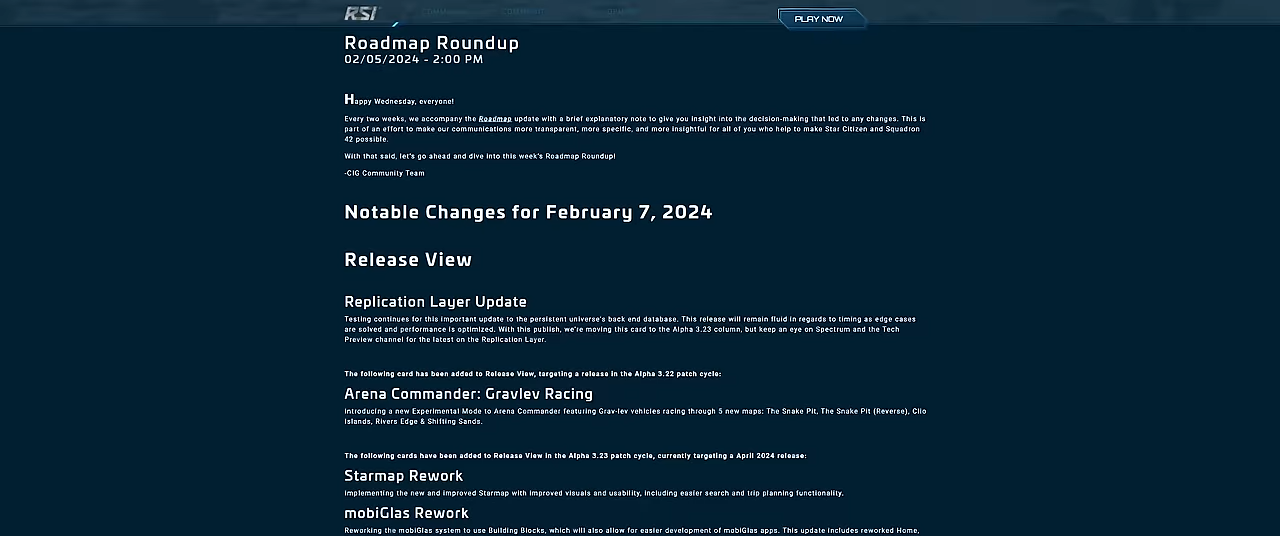 RSI
PLAY NOW
Roadmap Roundup
02/05/2024 - 2:00 PM
Happy Wednesday, everyone!
Every two weeks, we accompany the Roadmap update with a brief explanatory note to give you insight into the decision-making that led to any changes. This is
part of an effort to make our communications more transparent, more specific, and more insightful for all of you who help to make Star Citizen and Squadron
42 possible.
With that said, let's go ahead and dive into this week's Roadmap Roundup!
-CIG Community Team
Notable Changes for February 7, 2024
Release View
Replication Layer Update
Testing continues for this important update to the persistent universe's back end database. This release will remain fluid in regards to timing as edge cases
are solved and performance is optimized. With this publish, we're moving this card to the Alpha 3.23 column, but keep an eye on Spectrum and the Tech
Preview channel for the latest on the Replication Layer.
The following card has been added to Release View, targeting a release in the Alpha 3.22 patch cycle:
Arena Commander: Gravlev Racing
Introducing a new Experimental Mode to Arena Commander featuring Grav-lev vehicles racing through 5 new maps: The Snake Pit, The Snake Pit (Reverse), Clio
Islands, Rivers Edge & Shifting Sands.
The following cards have been added to Release View in the Alpha 3.23 patch cycle, currently targeting a April 2024 release:
Starmap Rework
Implementing the new and improved Starmap with improved visuals and usability, including easier search and trip planning functionality.
mobiGlas Rework
Reworking the mobiGlas system to use Building Blocks, which will also allow for easier development of mobiGlas apps. This update includes reworked Home,